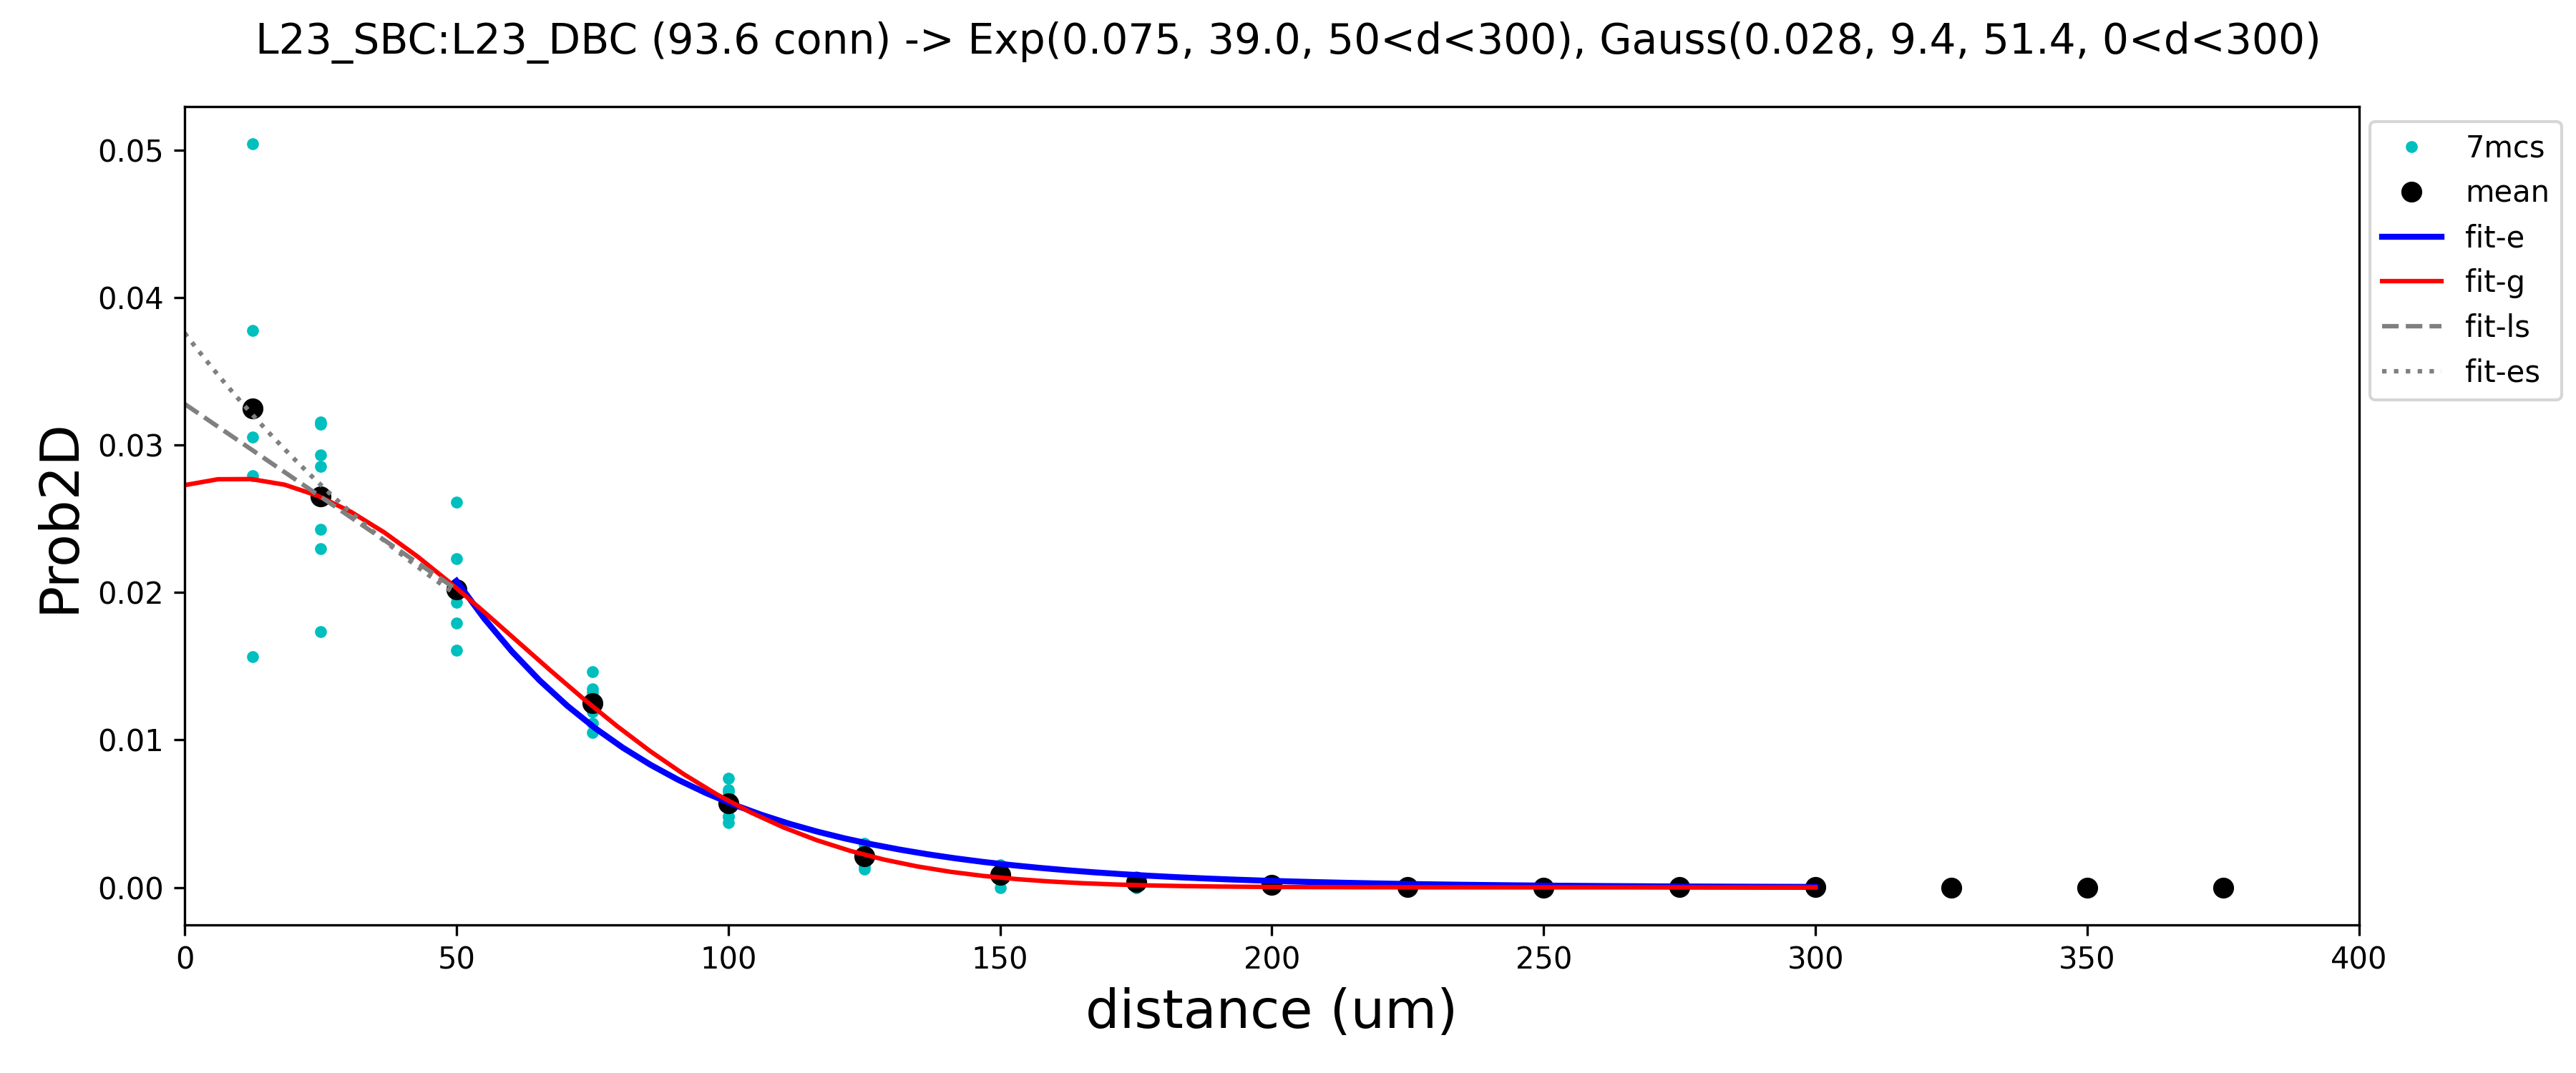 L23_SBC:L23_DBC (93.6 conn) -> Exp(0.075, 39.0, 50<d<300), Gauss(0.028, 9.4, 51.4, 0<d<300)
0.05
0.04
0.03
0.02
0.01
0.00
Prob2D
0 50 100 150 200 250 300 350 400
distance (um)
7mcs
mean
fit-e
fit-g
fit-ls
fit-es